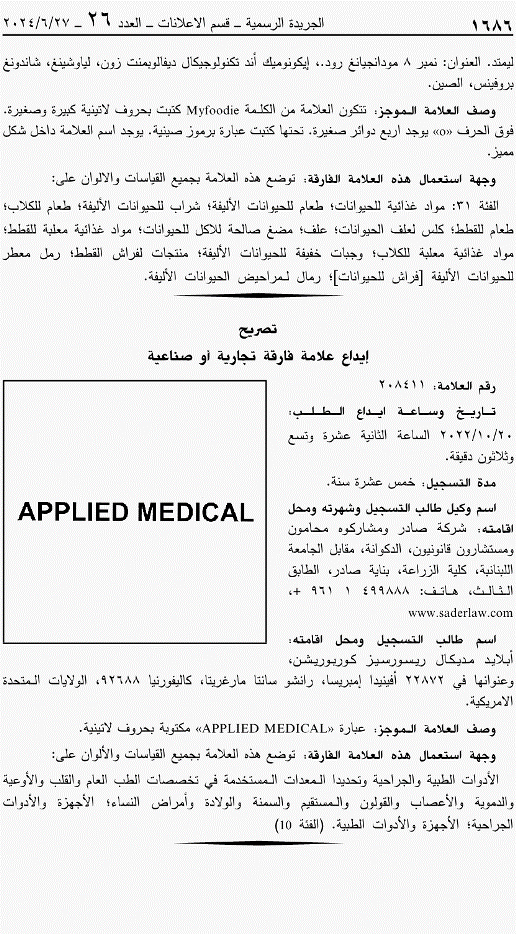 ١٦٨٦
الجريدة الرسمية ــ قسم الاعلانات ــ العدد ٢٦ ــ ٢٠٢٤/٦/٢٧
ليمتد. العنوان: نمبر ٨ مودانجيانغ رود.، إيكونوميك أند تكنولوجيكال ديفالوبمنت زون، لياوشينغ، شاندونغ
بروفينس، الصين.
وصف العلامة الموجز: تتكون العلامة من الكلمة Myfoodie كتبت بحروف لاتينية كبيرة وصغيرة.
فوق الحرف «o» يوجد اربع دوائر صغيرة. تحتها كتبت عبارة برموز صينية. يوجد اسم العلامة داخل شكل
مميز.
وجهة استعمال هذه العلامة الفارقة: توضع هذه العلامة بجميع القياسات والالوان على:
الفئة ٣١: مواد غذائية للحيوانات؛ طعام للحيوانات الأليفة؛ شراب للحيوانات الأليفة؛ طعام للكلاب؛
طعام للقطط؛ كلس لعلف الحيوانات؛ علف؛ مضغ صالحة للاكل للحيوانات؛ مواد غذائية معلبة للقطط؛
مواد غذائية معلبة للكلاب؛ وجبات خفيفة للحيوانات الأليفة؛ منتجات لفراش القطط؛ رمل معطر
للحيوانات الأليفة [فراش للحيوانات]؛ رمال لمراحيض الحيوانات الأليفة.
تصريح
إيداع علامة فارقة تجارية أو صناعية
رقم العلامة: ٢٠٨٤١١
تاريخ وساعة ايداع الطلب:
٢٠٢٢/١٠/٢٠ الساعة الثانية عشرة وتسع
وثلاثون دقيقة.
مدة التسجيل: خمس عشرة سنة.
اسم وكيل طالب التسجيل وشهرته ومحل
اقامته: شركة صادر ومشاركوه محامون
ومستشارون قانونيون، الدكوانة، مقابل الجامعة
اللبنانية، كلية الزراعة، بناية صادر، الطابق
الثالث، هاتف: ٤٩٩٨٨٨ ١ ٩٦١ +،
www.saderlaw.com
APPLIED MEDICAL
اسم طالب التسجيل ومحل اقامته:
أبلايد مديكال ريسورسيز كوربوريشن،
وعنوانها في ٢٢٨٧٢ أفينيدا إمبريسا، رانشو سانتا مارغريتا، كاليفورنيا ٩٢٦٨٨، الولايات المتحدة
الامريكية.
وصف العلامة الموجز: عبارة «APPLIED MEDICAL» مكتوبة بحروف لاتينية.
وجهة استعمال هذه العلامة الفارقة: توضع هذه العلامة بجميع القياسات والألوان على:
الأدوات الطبية والجراحية وتحديدا المعدات المستخدمة في تخصصات الطب العام والقلب والأوعية
والدموية والأعصاب والقولون والمستقيم والسمنة والولادة وأمراض النساء؛ الأجهزة والأدوات
الجراحية؛ الأجهزة والأدوات الطبية. (الفئة 10)